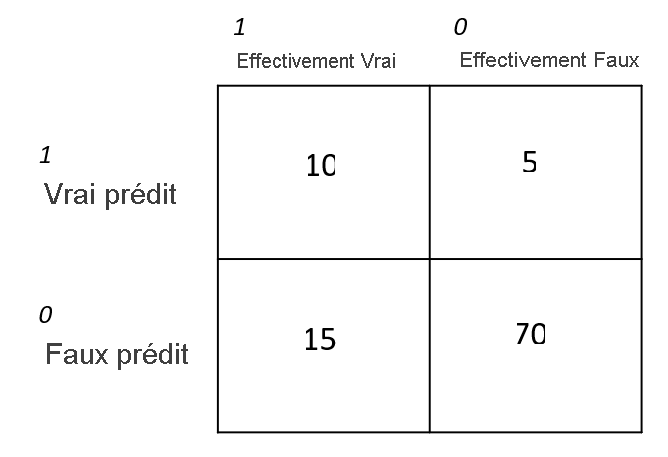 1 0
Effectivement Vrai Effectivement Faux
1
Vrai prédit
10 5
0
Faux prédit
15 70